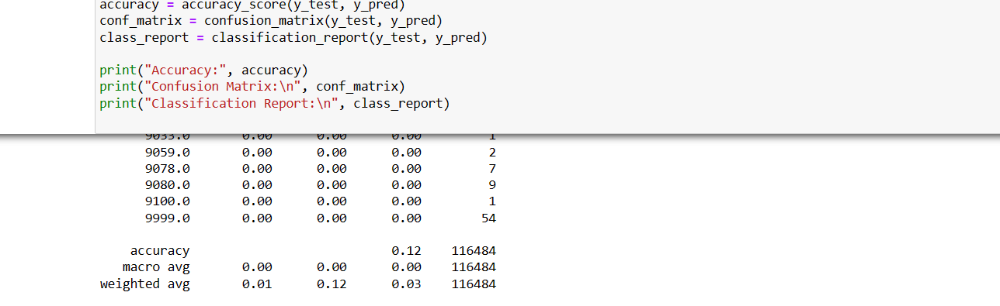 accuracy = accuracy_score(y_test, y_pred)
conf_matrix = confusion_matrix(y_test, y_pred)
class_report = classification_report(y_test, y_pred)
print("Accuracy:", accuracy)
print("Confusion Matrix:\n", conf_matrix)
print("Classification Report:\n", class_report)
9033.0 0.00 0.00 0.00 1
9059.0 0.00 0.00 0.00 2
9078.0 0.00 0.00 0.00 7
9080.0 0.00 0.00 0.00 9
9100.0 0.00 0.00 0.00 1
9999.0 0.00 0.00 0.00 54
accuracy 0.12 116484
macro avg 0.00 0.00 0.00 116484
weighted avg 0.01 0.12 0.03 116484